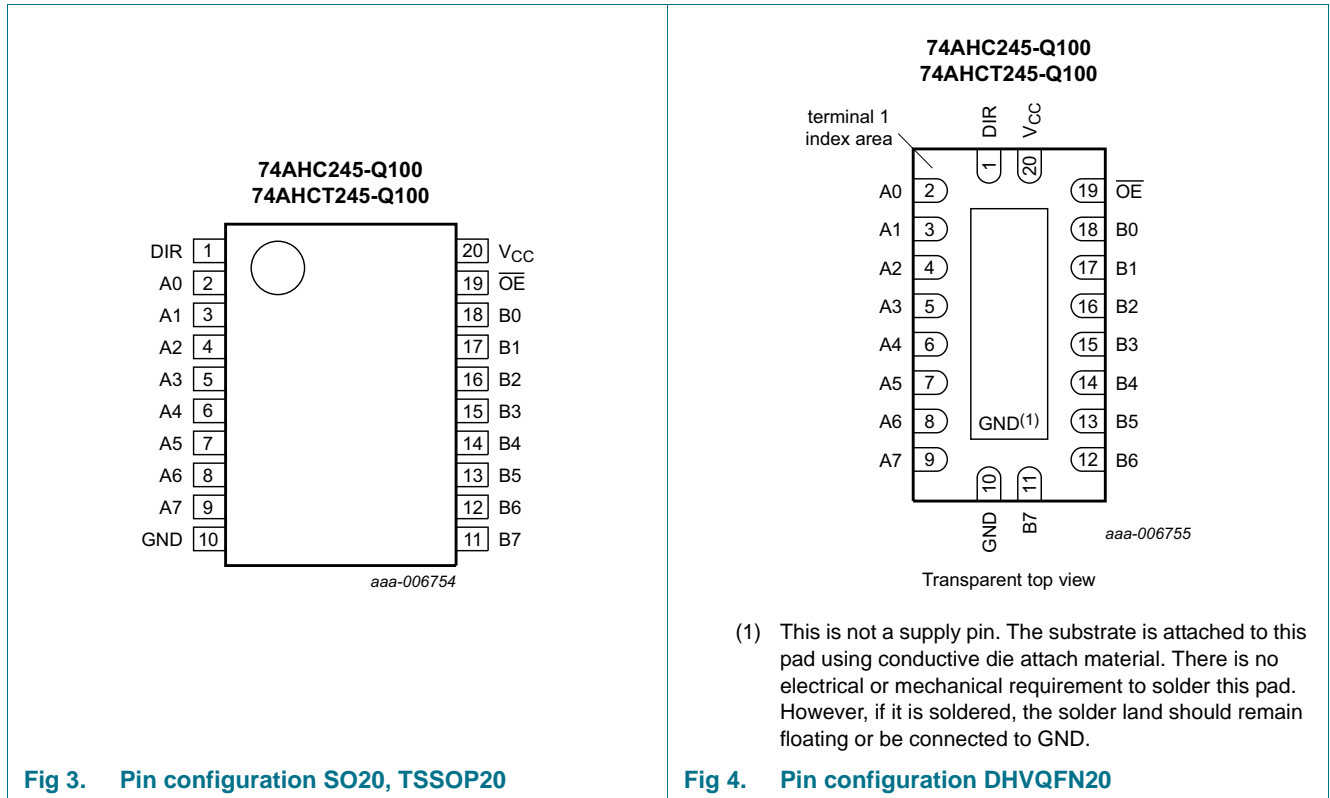 74AHC245-Q100
74AHCT245-Q100
DIR 1 20 VCC
A0 2 19 OE
A1 3 18 B0
A2 4 17 B1
A3 5 16 B2
A4 6 15 B3
A5 7 14 B4
A6 8 13 B5
A7 9 12 B6
GND 10 11 B7
aaa-006754
Fig 3. Pin configuration SO20, TSSOP20
74AHC245-Q100
74AHCT245-Q100
terminal 1
index area
DIR VCC
1 20
A0 2 19 OE
A1 3 18 B0
A2 4 17 B1
A3 5 16 B2
A4 6 15 B3
A5 7 14 B4
A6 8 GND(1) 13 B5
A7 9 12 B6
10 11
GND B7
aaa-006755
Transparent top view
(1) This is not a supply pin. The substrate is attached to this
pad using conductive die attach material. There is no
electrical or mechanical requirement to solder this pad.
However, if it is soldered, the solder land should remain
floating or be connected to GND.
Fig 4. Pin configuration DHVQFN20